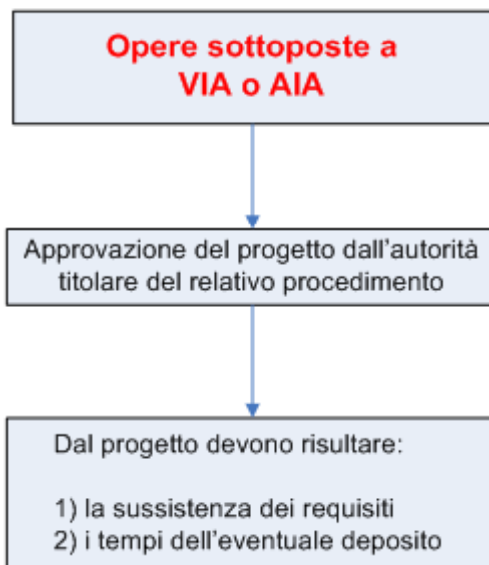 Opere sottoposte a
VIA o AIA
Approvazione del progetto dall'autorità
titolare del relativo procedimento
Dal progetto devono risultare:
1) la sussistenza dei requisiti
2) i tempi dell'eventuale deposito